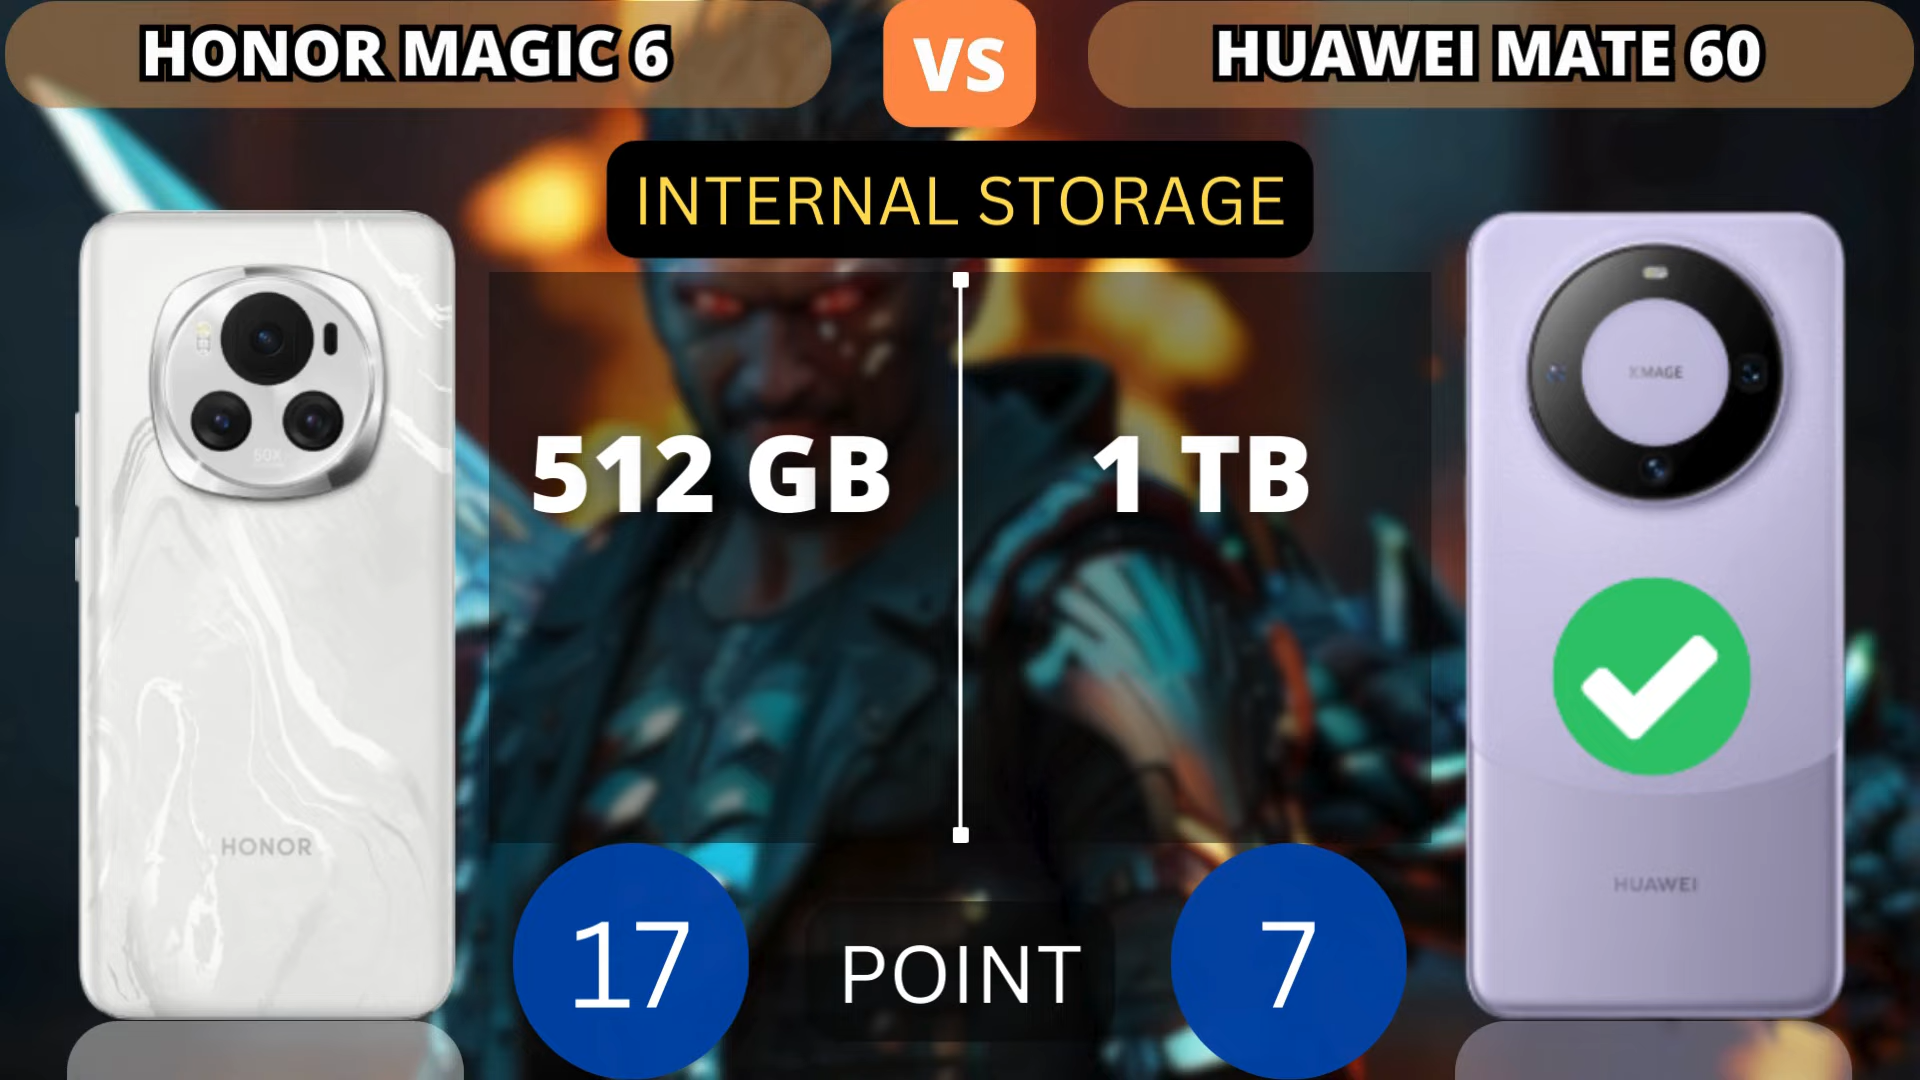 HONOR MAGIC 6
VS
HUAWEI MATE 60
INTERNAL STORAGE
512 GB
1 TB
50X
XMAGE
HONOR
HUAWEI
17
POINT
7